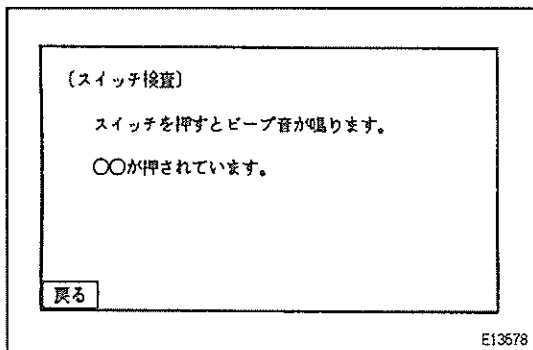 〔スイッチ検査〕
スイッチを押すとビープ音が鳴ります。
○○が押されています。
戻る
E13678